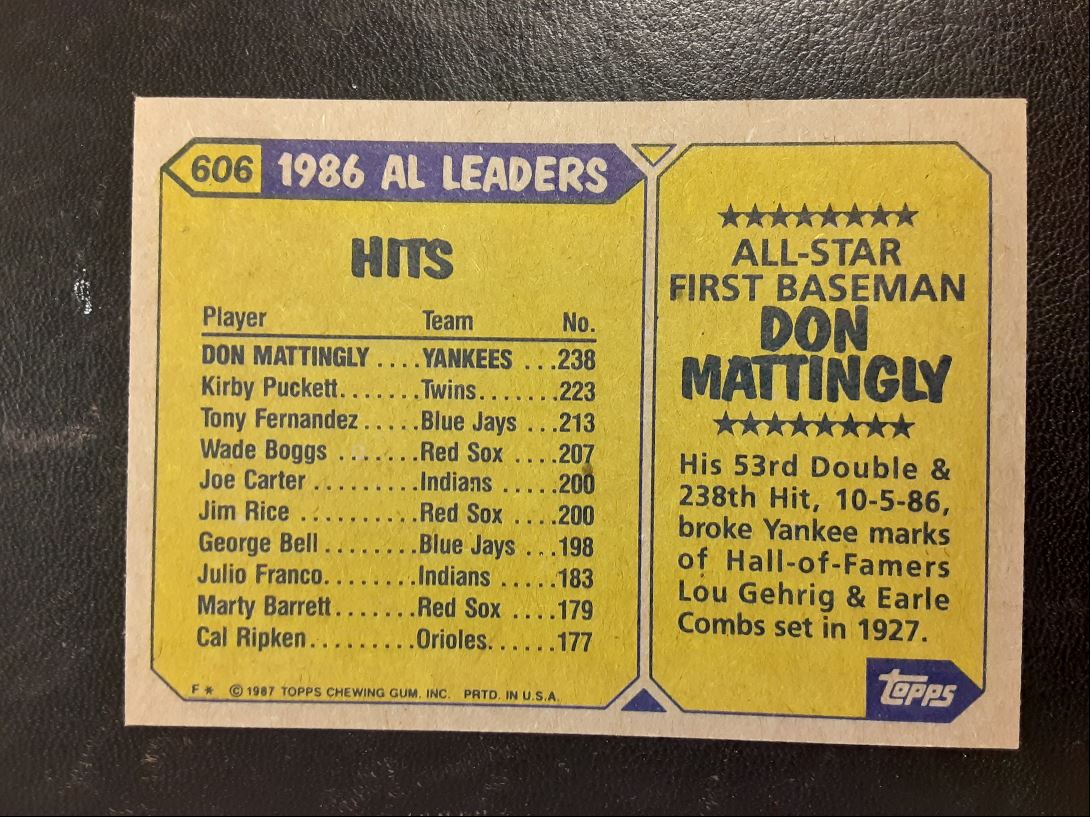 606 1986 AL LEADERS
HITS
Player Team No.
DON MATTINGLY ....YANKEES ...238
Kirby Puckett.......Twins.......223
Tony Fernandez .....Blue Jays ...213
Wade Boggs .......Red Sox ....207
Joe Carter .........Indians .....200
Jim Rice ..........Red Sox ....200
George Bell ........Blue Jays ...198
Julio Franco........Indians .....183
Marty Barrett.......Red Sox ....179
Cal Ripken.........Orioles......177
F* © 1987 TOPPS CHEWING GUM, INC. PRTD. IN U.S.A.
★★★★★★★★
ALL-STAR
FIRST BASEMAN
DON
MATTINGLY
★★★★★★★★
His 53rd Double &
238th Hit, 10-5-86,
broke Yankee marks
of Hall-of-Famers
Lou Gehrig & Earle
Combs set in 1927.
topps